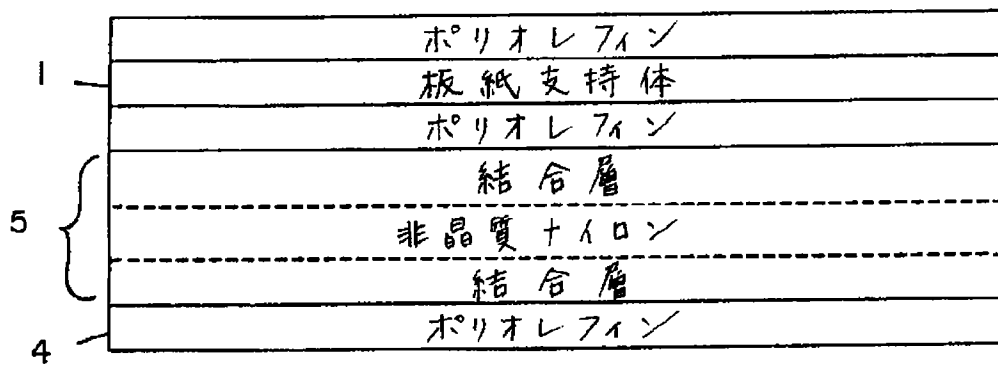 ポリオレフィン
1 板紙支持体
ポリオレフィン
結合層
5 非晶質ナイロン
結合層
4 ポリオレフィン